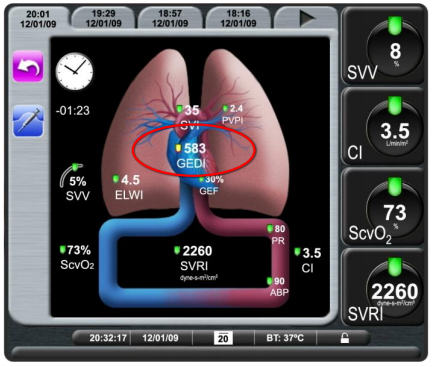 20:01
12/01/09
19:29
12/01/09
18:57
12/01/09
18:16
12/01/09
-01:23
35
SVI
2.4
PVPI
583
GEDI
30%
GEF
4.5
ELWI
5%
SVV
73%
ScvO₂
2260
SVRI
dyne-s-m²/cm⁵
80
PR
90
ABP
3.5
CI
8
%
SVV
3.5
L/min/m²
CI
73
%
ScvO₂
2260
dyne-s-m²/cm⁵
SVRI
20:32:17 12/01/09 20 BT: 37ºC